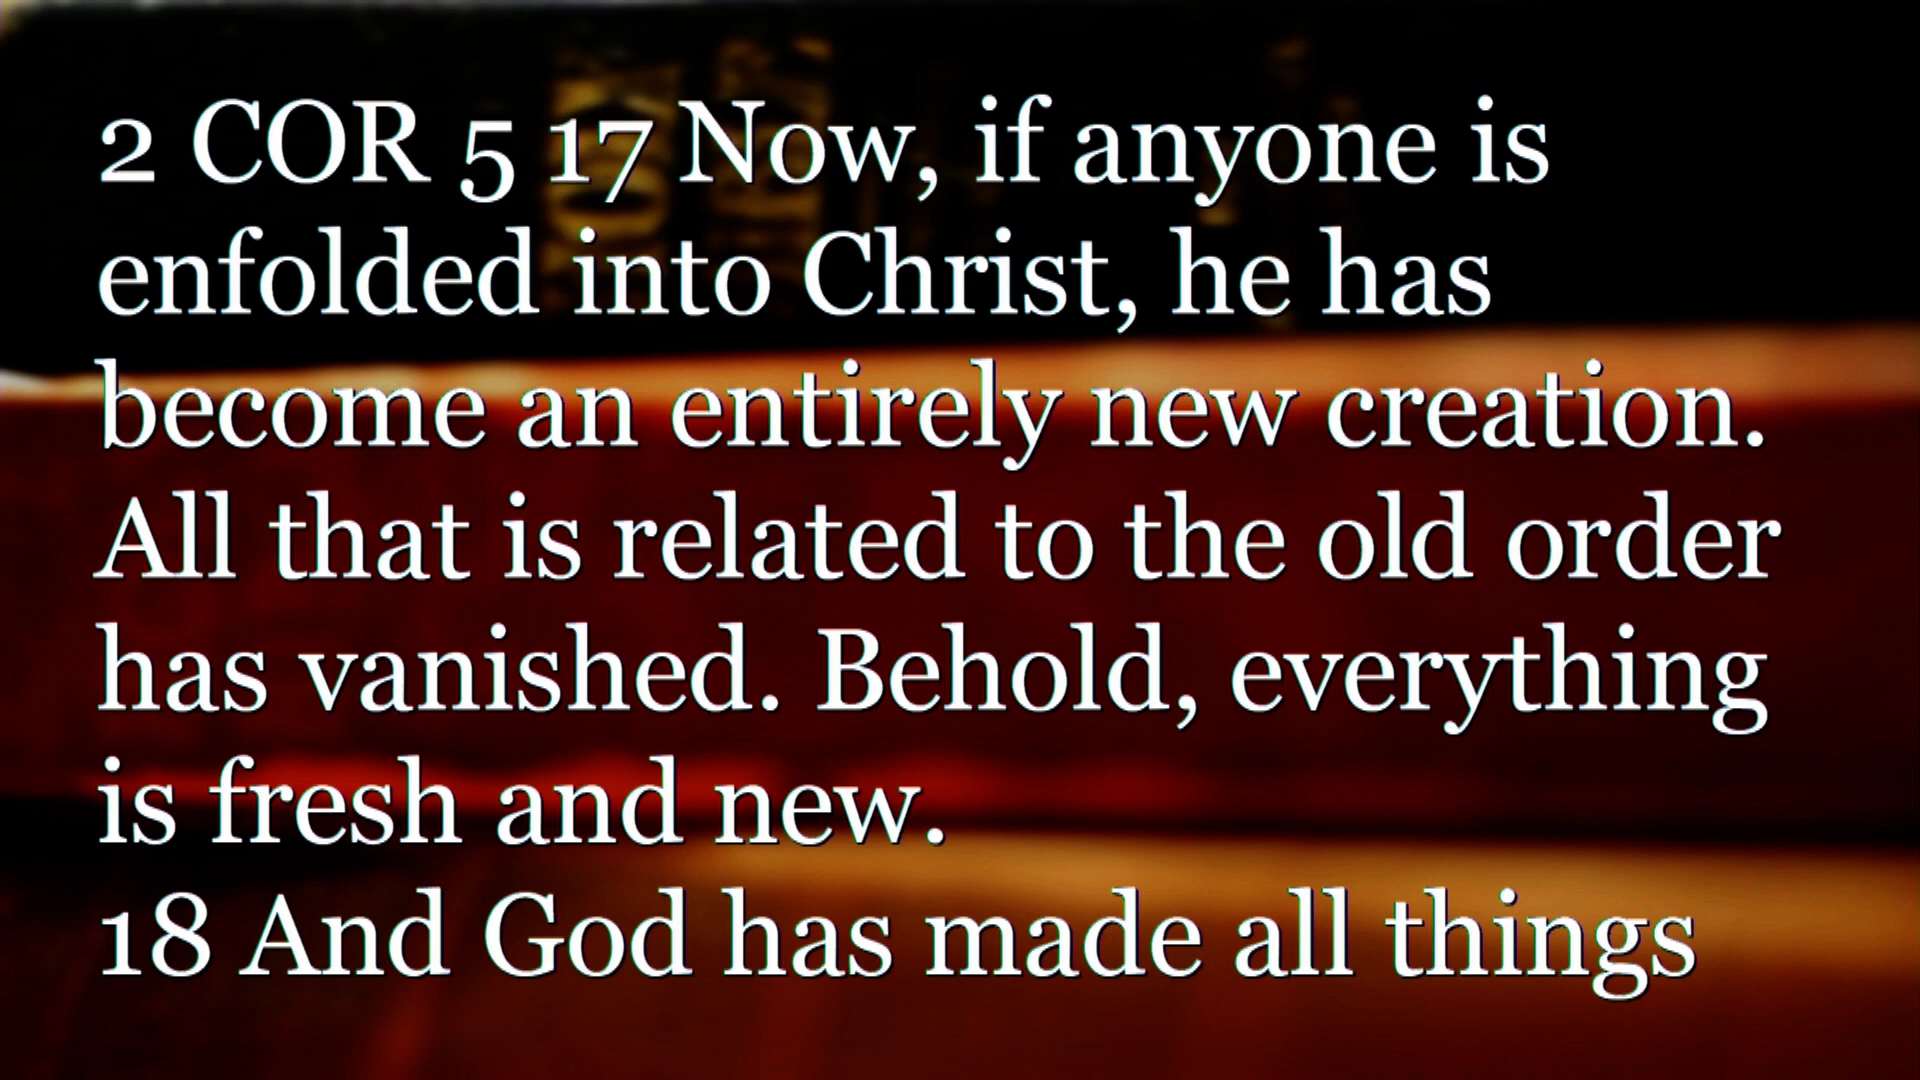 2 COR 5 17 Now, if anyone is
enfolded into Christ, he has
become an entirely new creation.
All that is related to the old order
has vanished. Behold, everything
is fresh and new.
18 And God has made all things